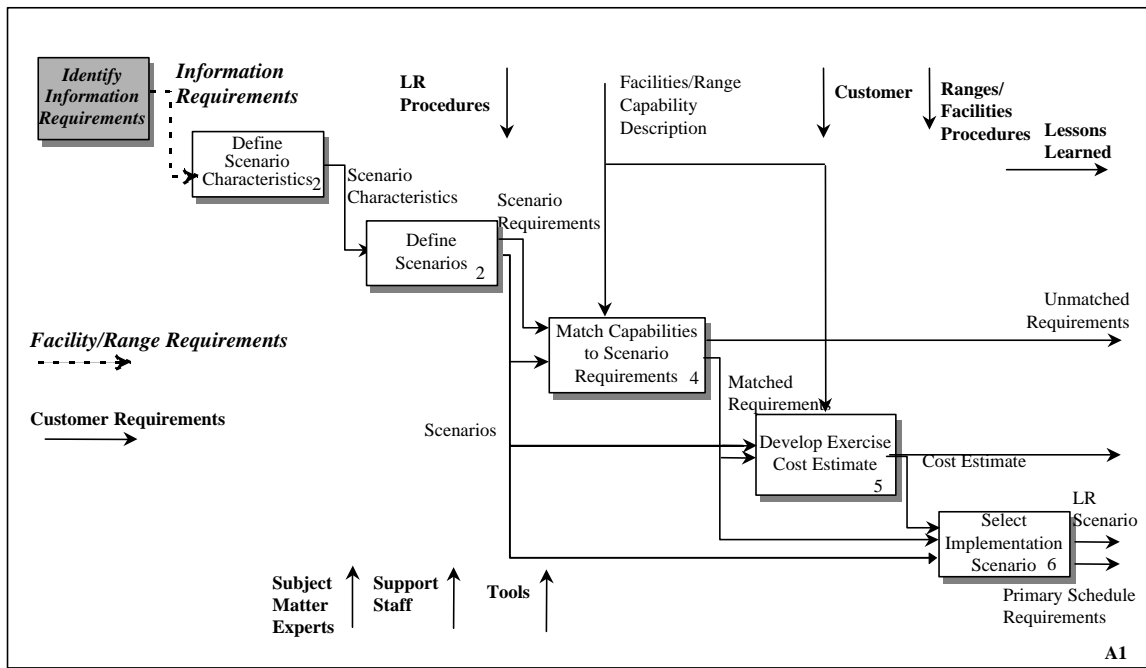 Identify
Information
Requirements
Information
Requirements
LR
Procedures
Facilities/Range
Capability
Description
Customer
Ranges/
Facilities
Procedures
Lessons
Learned
Define
Scenario
Characteristics 2
Scenario
Characteristics
Scenario
Requirements
Define
Scenarios
2
Facility/Range Requirements
Match Capabilities
to Scenario
Requirements 4
Unmatched
Requirements
Customer Requirements
Matched
Requirements
Scenarios
Develop Exercise
Cost Estimate
5
Cost Estimate
LR
Scenario
Select
Implementation
Scenario 6
Primary Schedule
Requirements
Subject
Matter
Experts
Support
Staff
Tools
A1